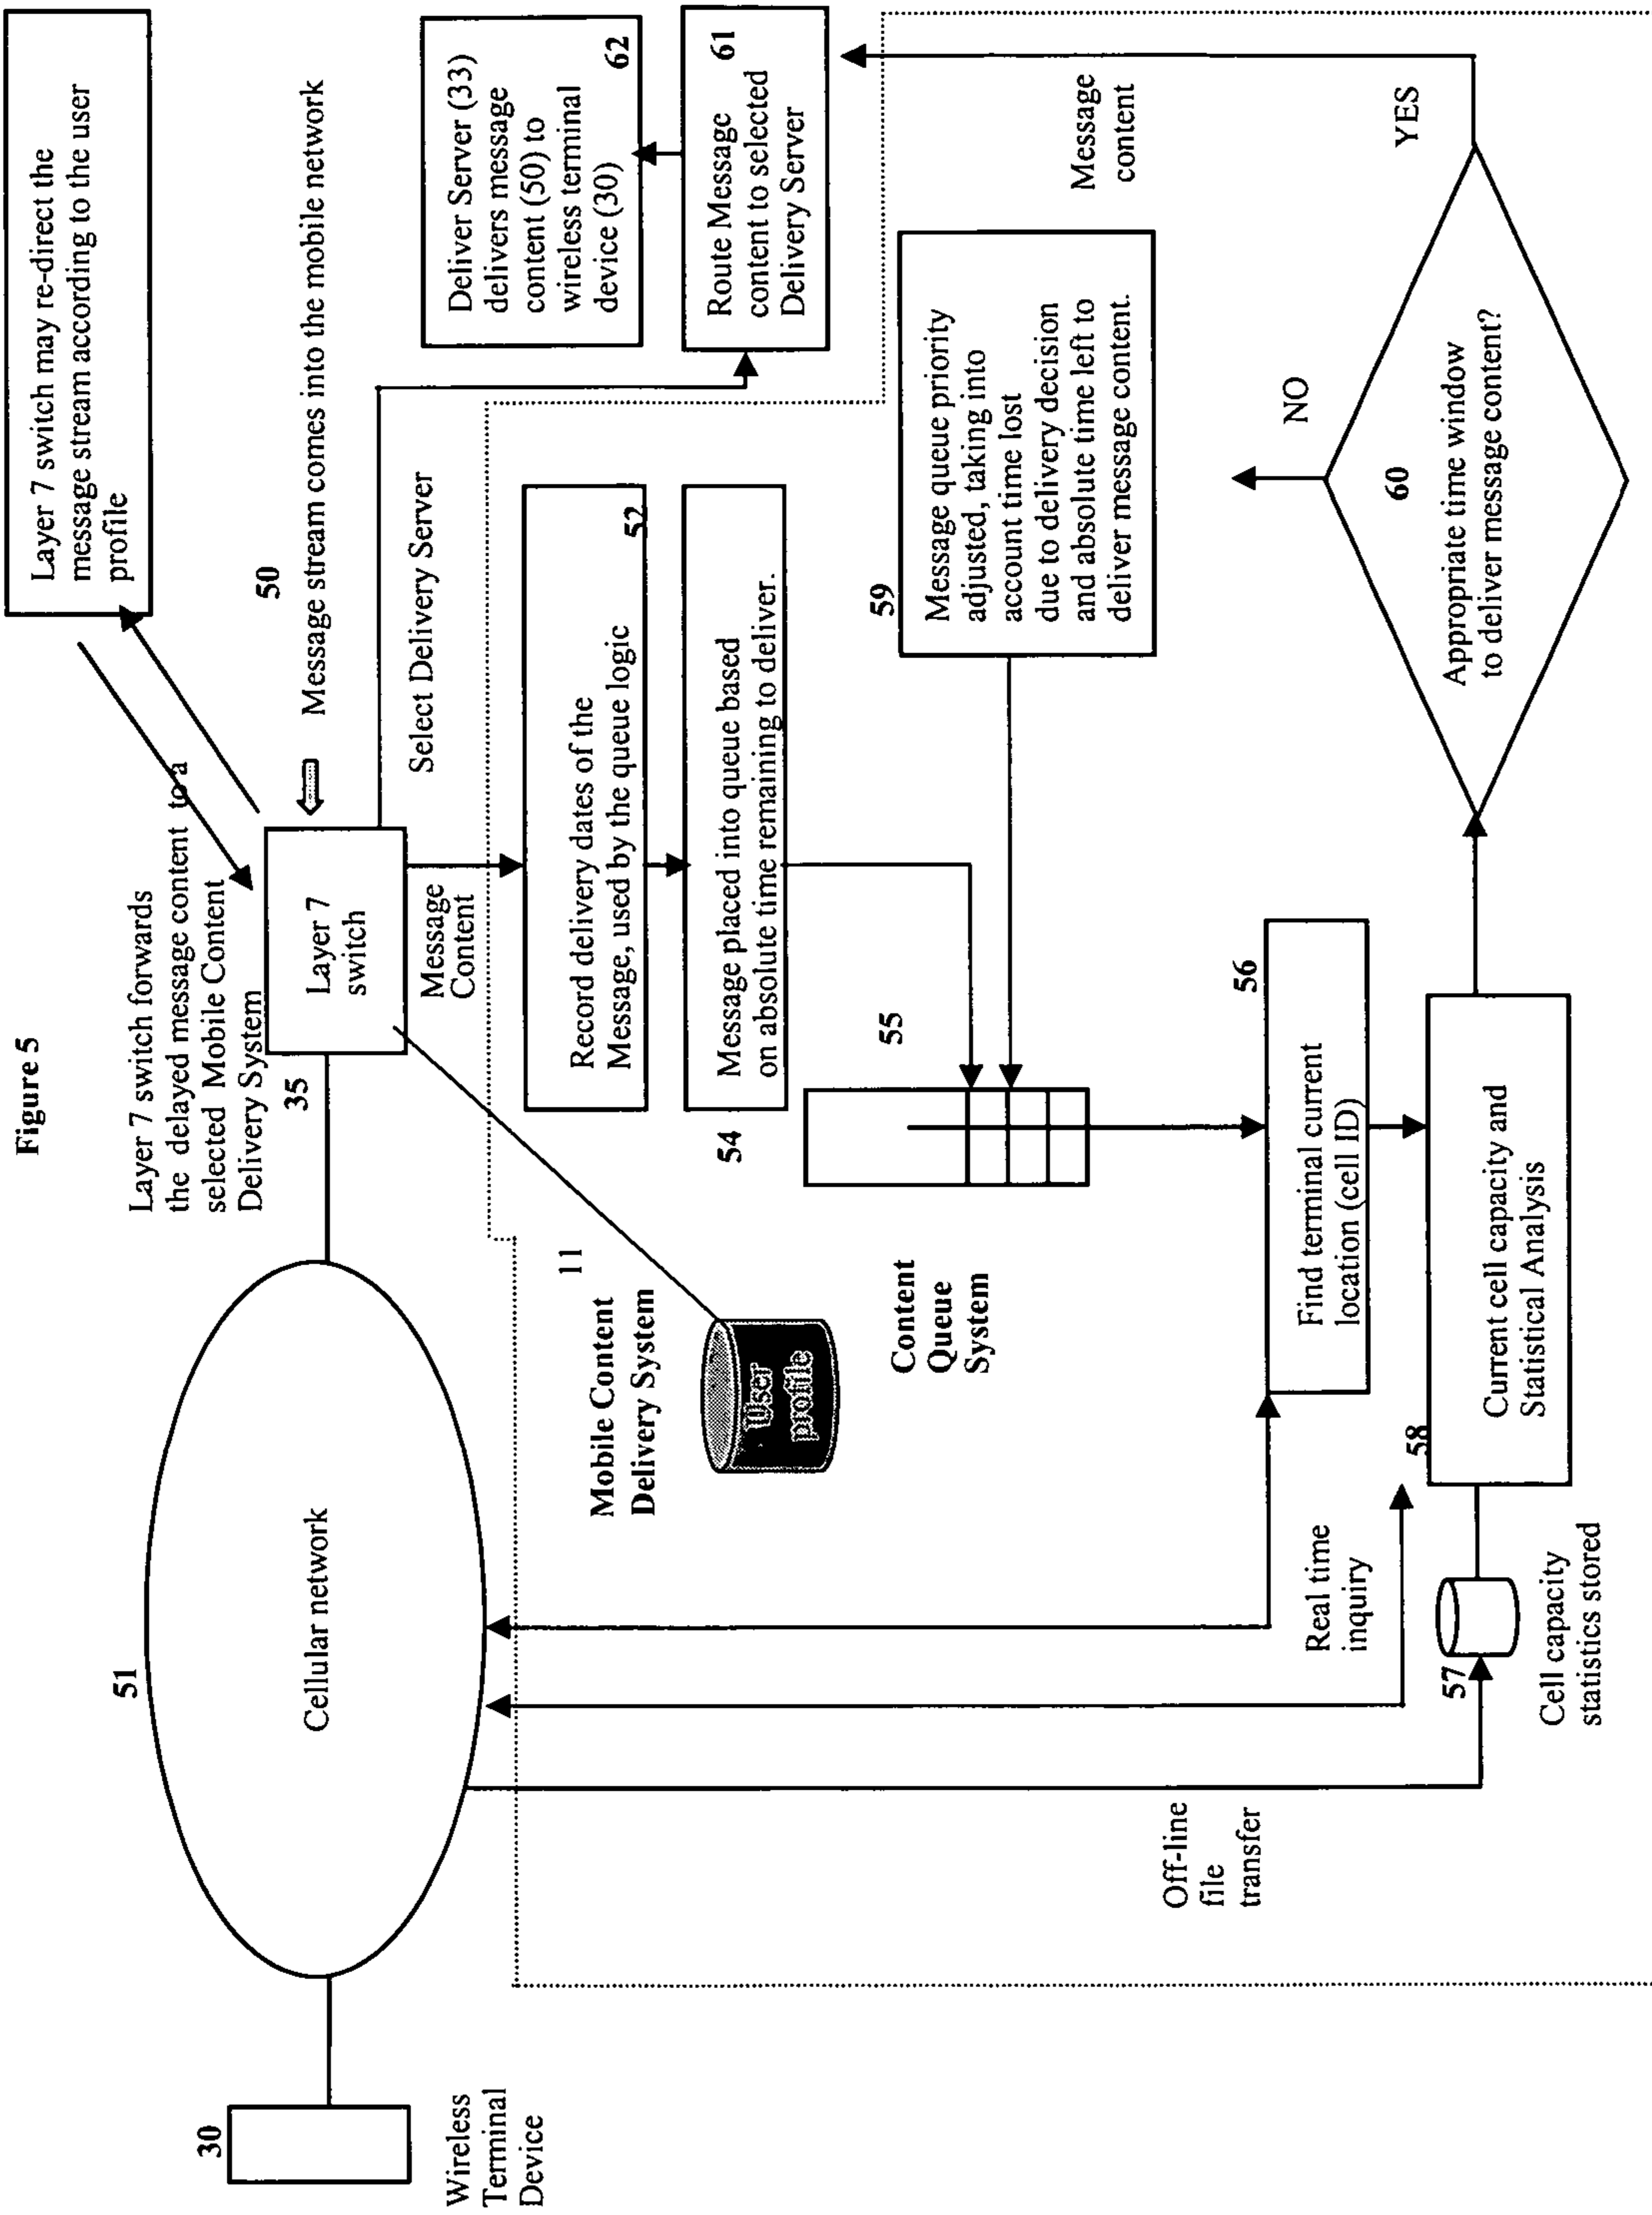 Figure 5
Layer 7 switch may re-direct the
message stream according to the user
profile
Layer 7 switch forwards
the delayed message content to a
selected Mobile Content
Delivery System
50
Message stream comes into the mobile network
51
Cellular network
30
Wireless
Terminal
Device
35
Layer 7
switch
Select Delivery Server
Message
Content
Deliver Server (33)
delivers message
content (50) to
wireless terminal
device (30)
62
Route Message
content to selected
Delivery Server
61
11
Mobile Content
Delivery System
User
profile
Record delivery dates of the
Message, used by the queue logic
52
54
Message placed into queue based
on absolute time remaining to deliver.
55
Content
Queue
System
59
Message queue priority
adjusted, taking into
account time lost
due to delivery decision
and absolute time left to
deliver message content.
Message
content
56
Find terminal current
location (cell ID)
Real time
inquiry
Off-line
file
transfer
58
Current cell capacity and
Statistical Analysis
57
Cell capacity
statistics stored
NO
YES
60
Appropriate time window
to deliver message content?